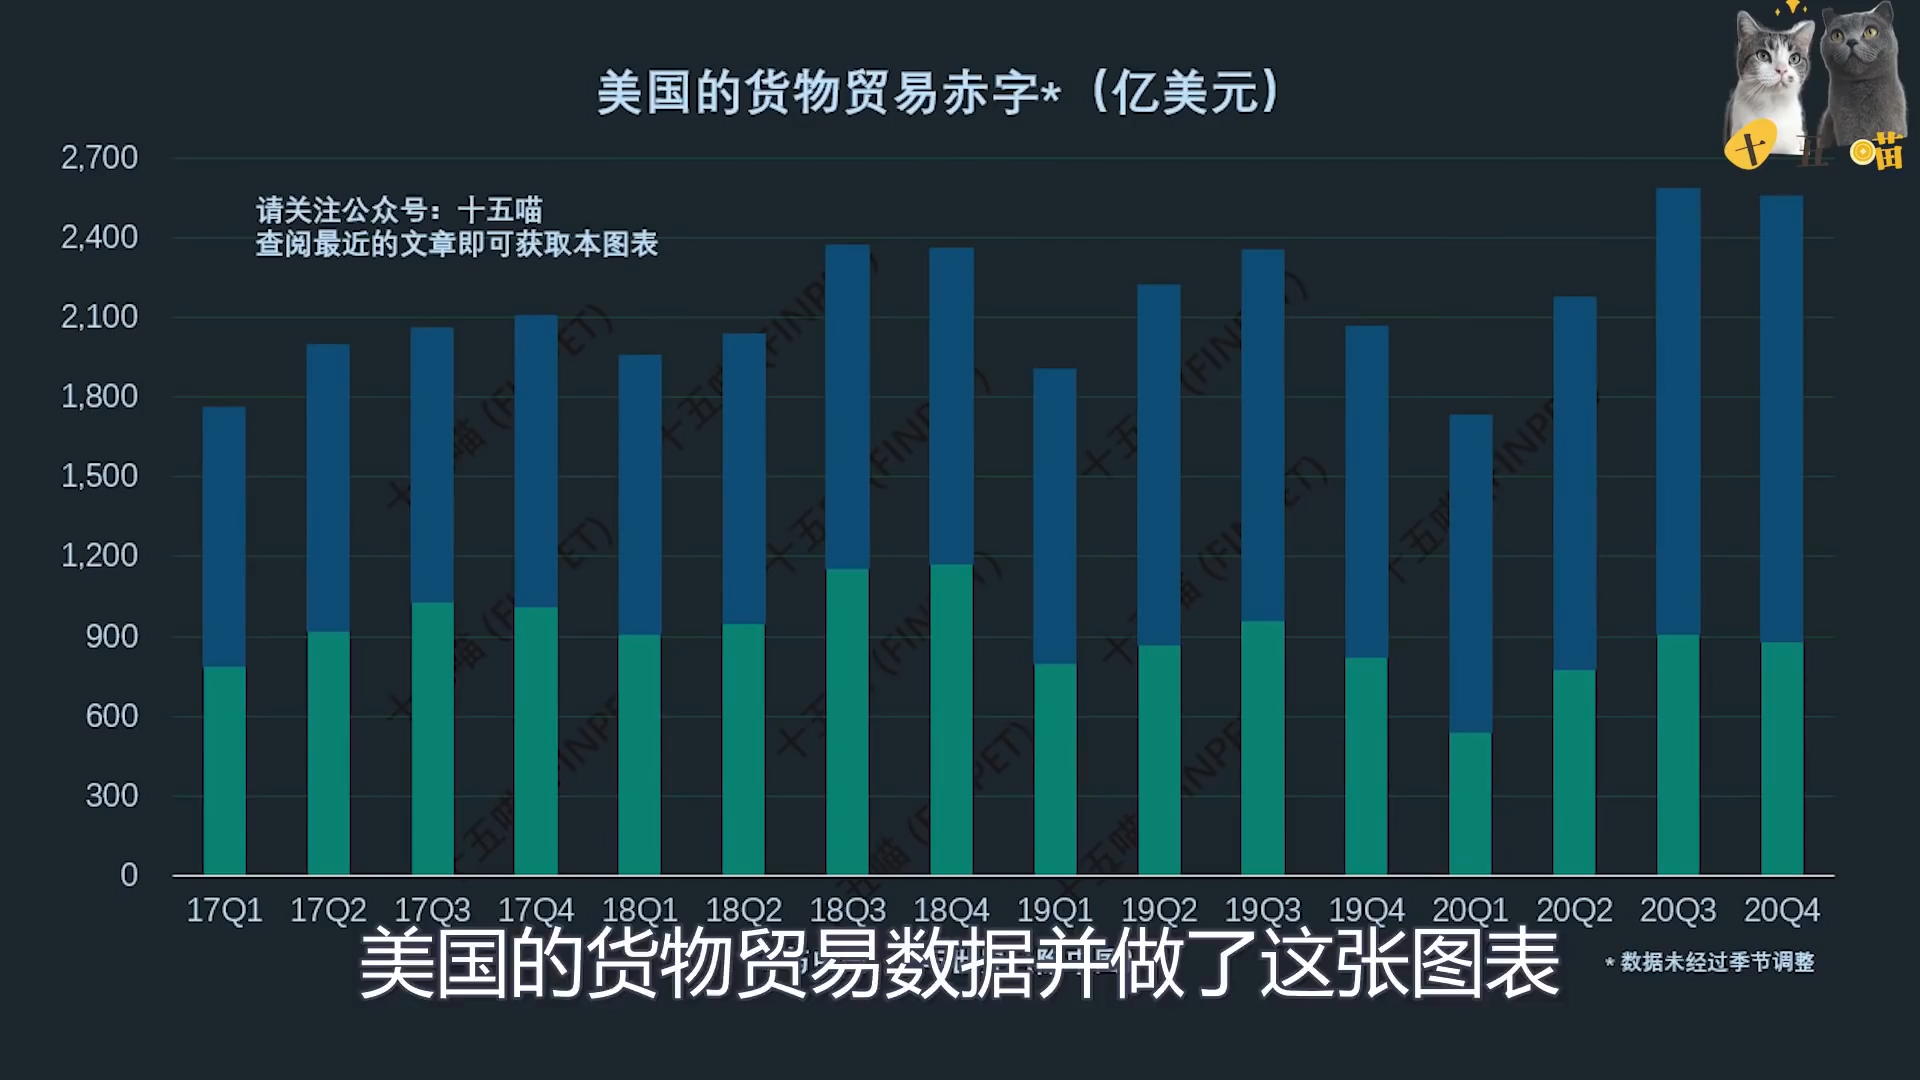 美国的货物贸易赤字*（亿美元）
十五喵
2,700
请关注公众号：十五喵
2,400
查阅最近的文章即可获取本图表
2,100
1,800
1,500
1,200
900
600
300
0
17Q1 17Q2 17Q3 17Q4 18Q1 18Q2 18Q3 18Q4 19Q1 19Q2 19Q3 19Q4 20Q1 20Q2 20Q3 20Q4
美国的货物贸易数据并做了这张图表
* 数据未经过季节调整